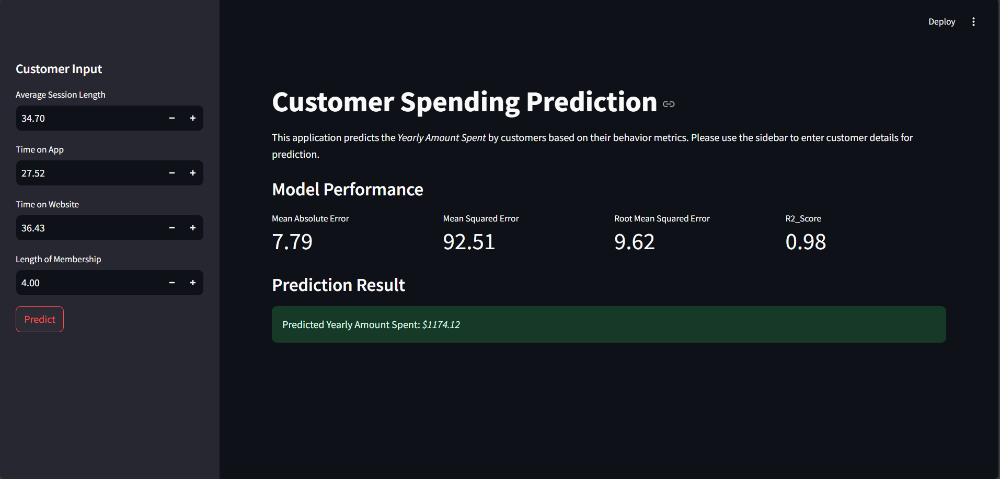 Deploy
Customer Input
Average Session Length
34.70
Time on App
27.52
Time on Website
36.43
Length of Membership
4.00
Predict
Customer Spending Prediction
This application predicts the Yearly Amount Spent by customers based on their behavior metrics. Please use the sidebar to enter customer details for
prediction.
Model Performance
Mean Absolute Error
7.79
Mean Squared Error
92.51
Root Mean Squared Error
9.62
R2_Score
0.98
Prediction Result
Predicted Yearly Amount Spent: $1174.12